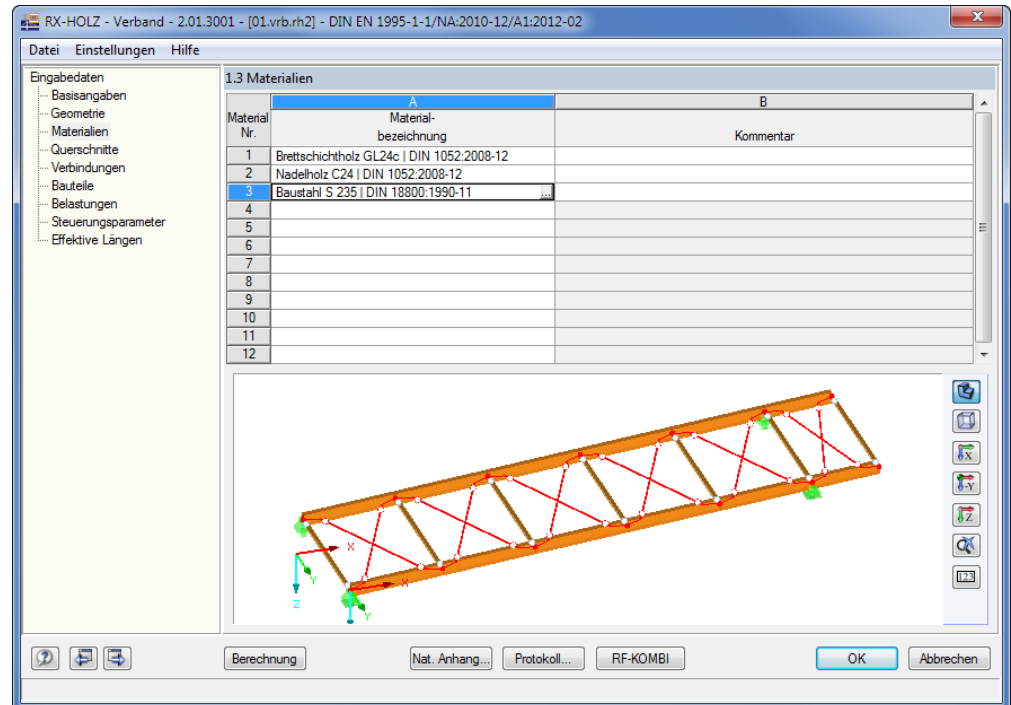 RX-HOLZ - Verband - 2.01.3001 - [01.vrb.rh2] - DIN EN 1995-1-1/NA:2010-12/A1:2012-02
Datei Einstellungen Hilfe
Eingabedaten
Basisangaben
Geometrie
Materialien
Querschnitte
Verbindungen
Bauteile
Belastungen
Steuerungsparameter
Effektive Längen
1.3 Materialien
A B
Material Nr.
Material-
bezeichnung
Kommentar
1 Brettschichtholz GL24c | DIN 1052:2008-12
2 Nadelholz C24 | DIN 1052:2008-12
3 Baustahl S 235 | DIN 18800:1990-11 ...
4
5
6
7
8
9
10
11
12
X
Y
Z
X
Y
X
-Y
Z
123
Berechnung Nat. Anhang... Protokoll... RF-KOMBI OK Abbrechen